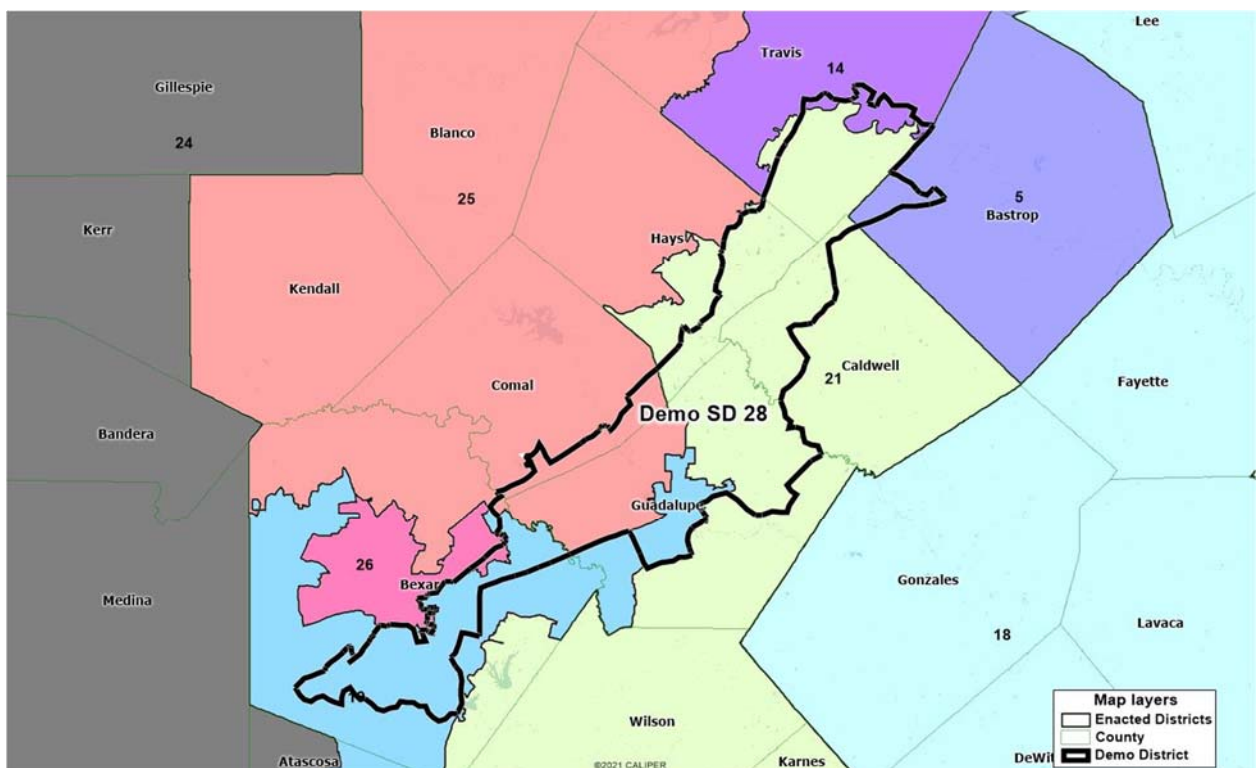 Lee
Travis
14
Gillespie
24
Blanco
25
5
Bastrop
Kerr
Hays
Kendall
Caldwell
21
Fayette
Comal
Demo SD 28
Bandera
Guadalupe
26
Bexar
Gonzales
Medina
18
Lavaca
Wilson
Atascosa
Karnes
©2021 CALIPER
Map layers
Enacted Districts
County
Demo District